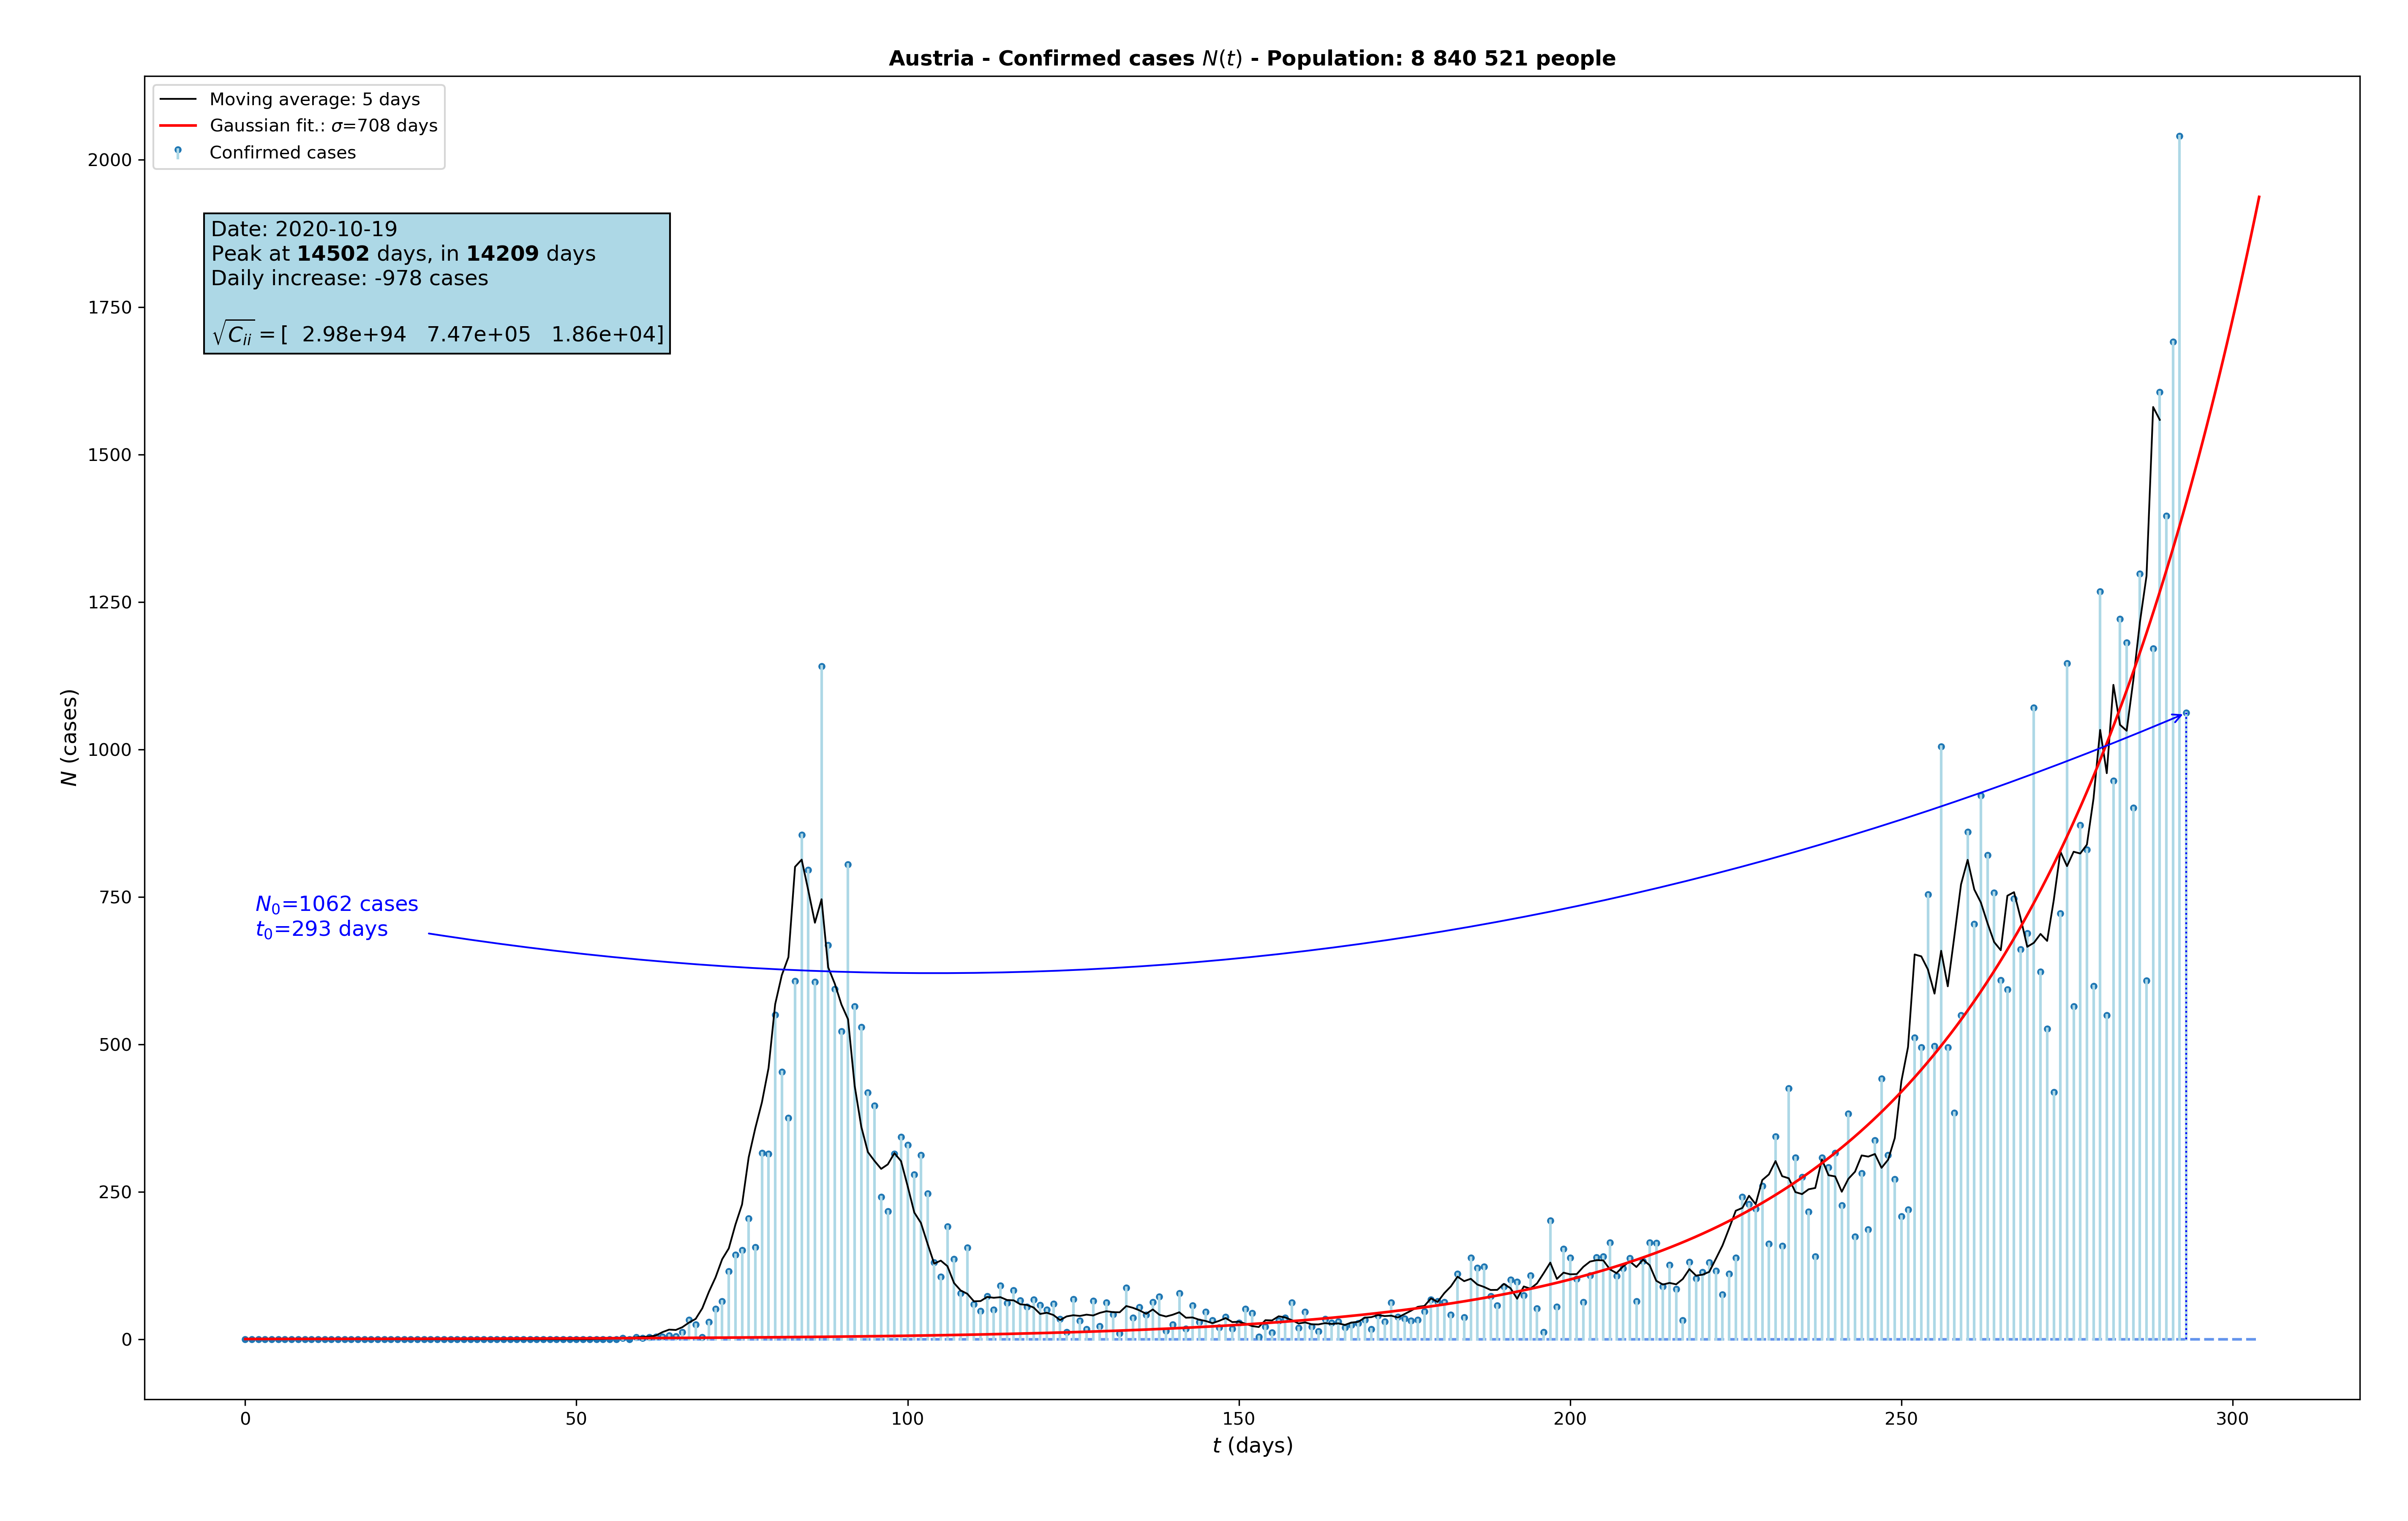 Austria - Confirmed cases N(t) - Population: 8 840 521 people
Moving average: 5 days
Gaussian fit.: σ=708 days
Confirmed cases
Date: 2020-10-19
Peak at 14502 days, in 14209 days
Daily increase: -978 cases
√Cᵢᵢ = [ 2.98e+94 7.47e+05 1.86e+04]
N₀=1062 cases
t₀=293 days
N (cases)
2000
1750
1500
1250
1000
750
500
250
0
0 50 100 150 200 250 300
t (days)